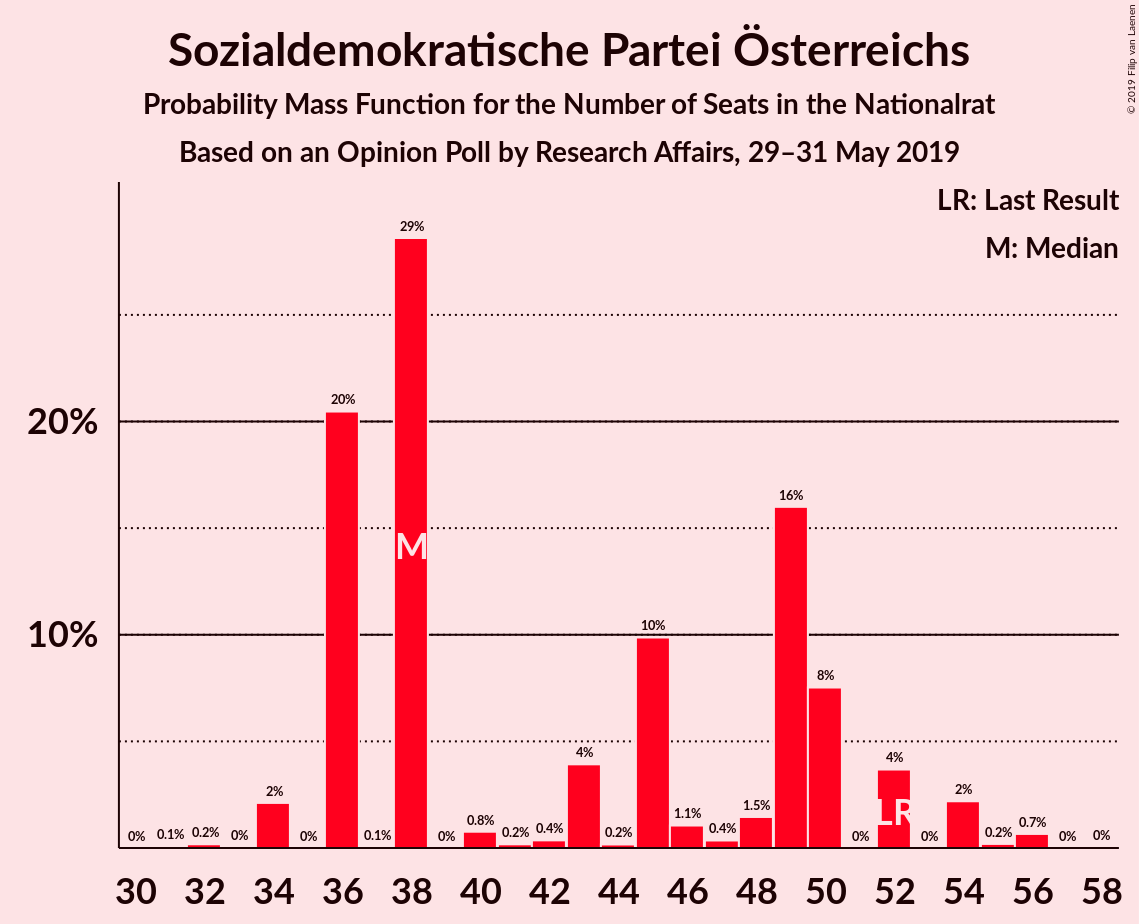 Sozialdemokratische Partei Österreichs
Probability Mass Function for the Number of Seats in the Nationalrat
Based on an Opinion Poll by Research Affairs, 29–31 May 2019
© 2019 Filip van Laenen
LR: Last Result
M: Median
20%
10%
0% 0.1% 0.2% 0% 2% 0% 20% 0.1% 29% 0% 0.8% 0.2% 0.4% 4% 0.2% 10% 1.1% 0.4% 1.5% 16% 8% 0% 4% 0% 2% 0.2% 0.7% 0% 0%
M
LR
30 32 34 36 38 40 42 44 46 48 50 52 54 56 58